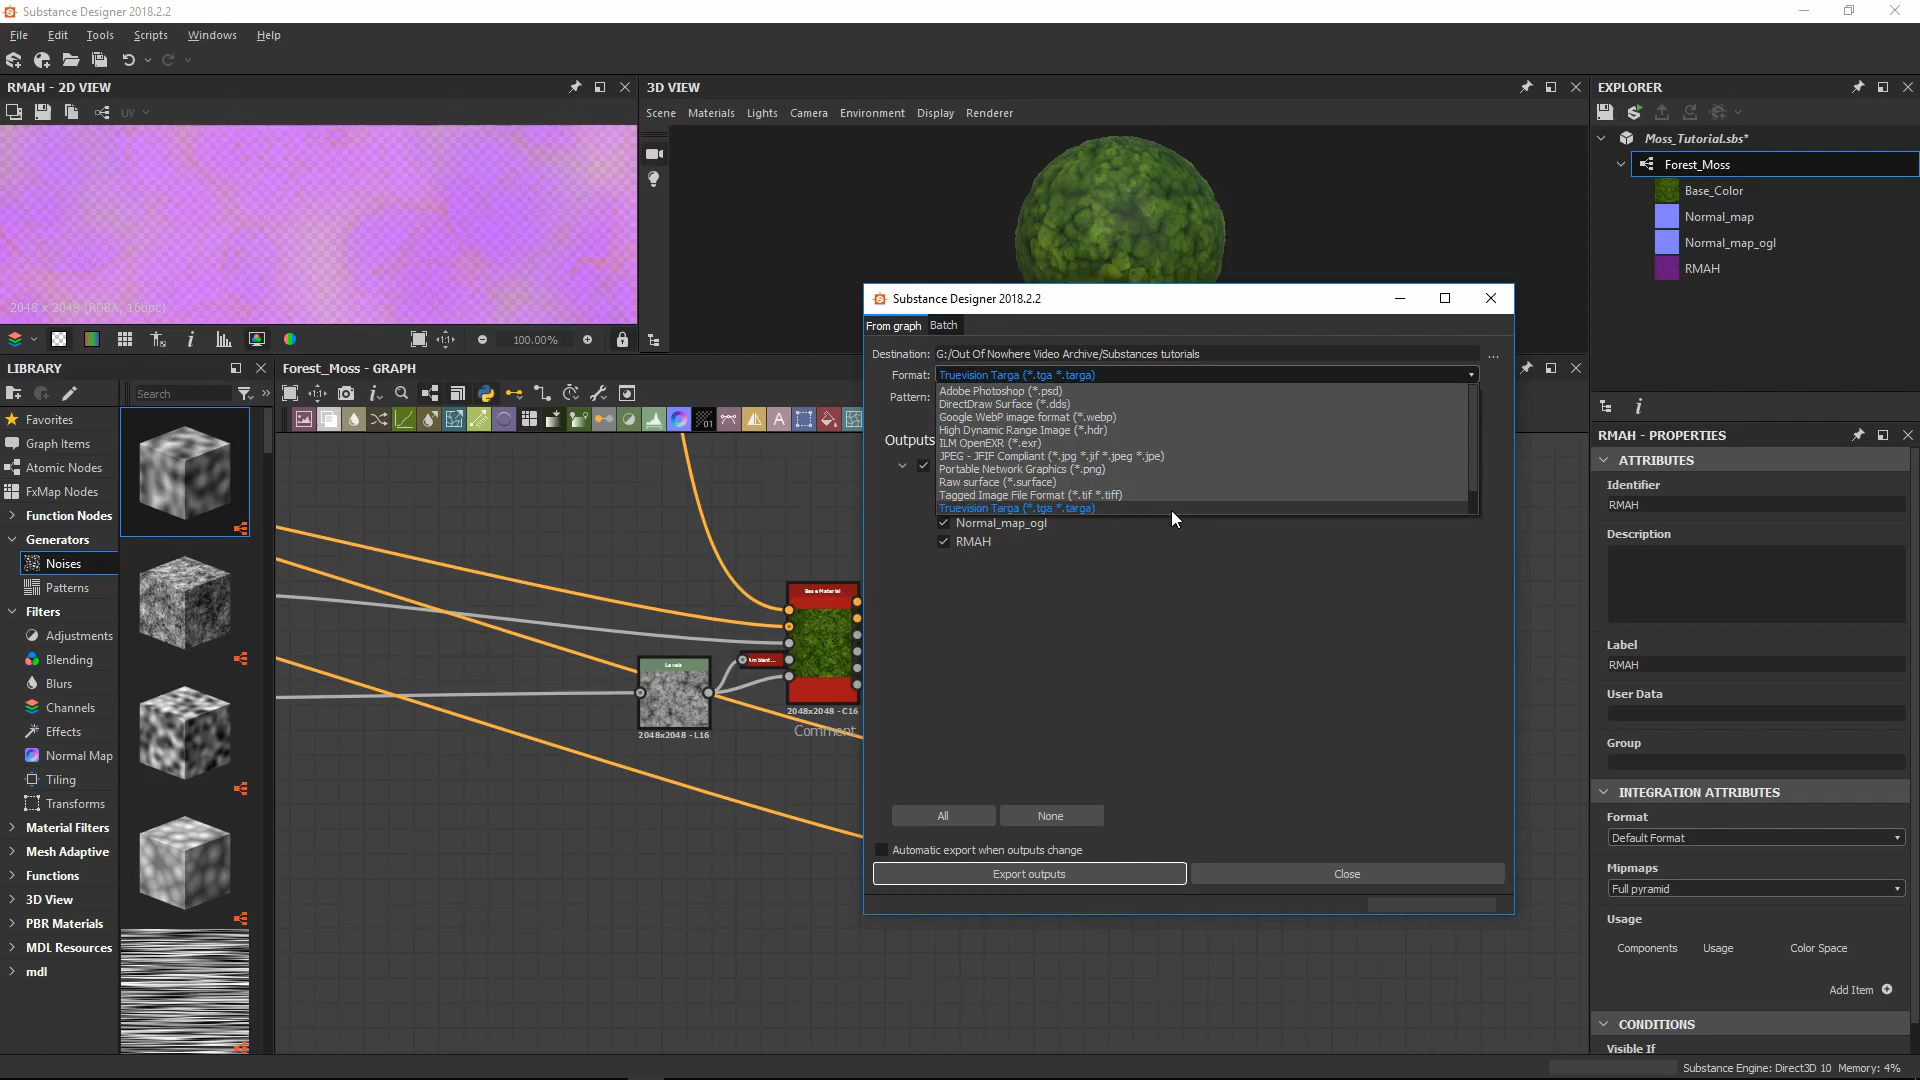 Substance Designer 2018.2.2
File Edit Tools Scripts Windows Help
RMAH - 2D VIEW
UV
2048 x 2048 (RGBA, 16bpc)
100.00%
3D VIEW
Scene Materials Lights Camera Environment Display Renderer
EXPLORER
Moss_Tutorial.sbs*
Forest_Moss
Base_Color
Normal_map
Normal_map_ogl
RMAH
LIBRARY
Search
Favorites
Graph Items
Atomic Nodes
FxMap Nodes
Function Nodes
Generators
Noises
Patterns
Filters
Adjustments
Blending
Blurs
Channels
Effects
Normal Map
Tiling
Transforms
Material Filters
Mesh Adaptive
Functions
3D View
PBR Materials
MDL Resources
mdl
Forest_Moss - GRAPH
Levels
2048x2048 - L16
Ambient ...
Base Material
2048x2048 - C16
Comment
Substance Designer 2018.2.2
From graph Batch
Destination: G:/Out Of Nowhere Video Archive/Substances tutorials ...
Format: Truevision Targa (*.tga *.targa)
Pattern:
Adobe Photoshop (*.psd)
DirectDraw Surface (*.dds)
Google WebP image format (*.webp)
High Dynamic Range Image (*.hdr)
ILM OpenEXR (*.exr)
JPEG - JFIF Compliant (*.jpg *.jif *.jpeg *.jpe)
Portable Network Graphics (*.png)
Raw surface (*.surface)
Tagged Image File Format (*.tif *.tiff)
Truevision Targa (*.tga *.targa)
Outputs
Normal_map_ogl
RMAH
All None
Automatic export when outputs change
Export outputs Close
RMAH - PROPERTIES
ATTRIBUTES
Identifier
RMAH
Description
Label
RMAH
User Data
Group
INTEGRATION ATTRIBUTES
Format
Default Format
Mipmaps
Full pyramid
Usage
Components Usage Color Space
Add Item
CONDITIONS
Visible If
Substance Engine: Direct3D 10 Memory: 4%